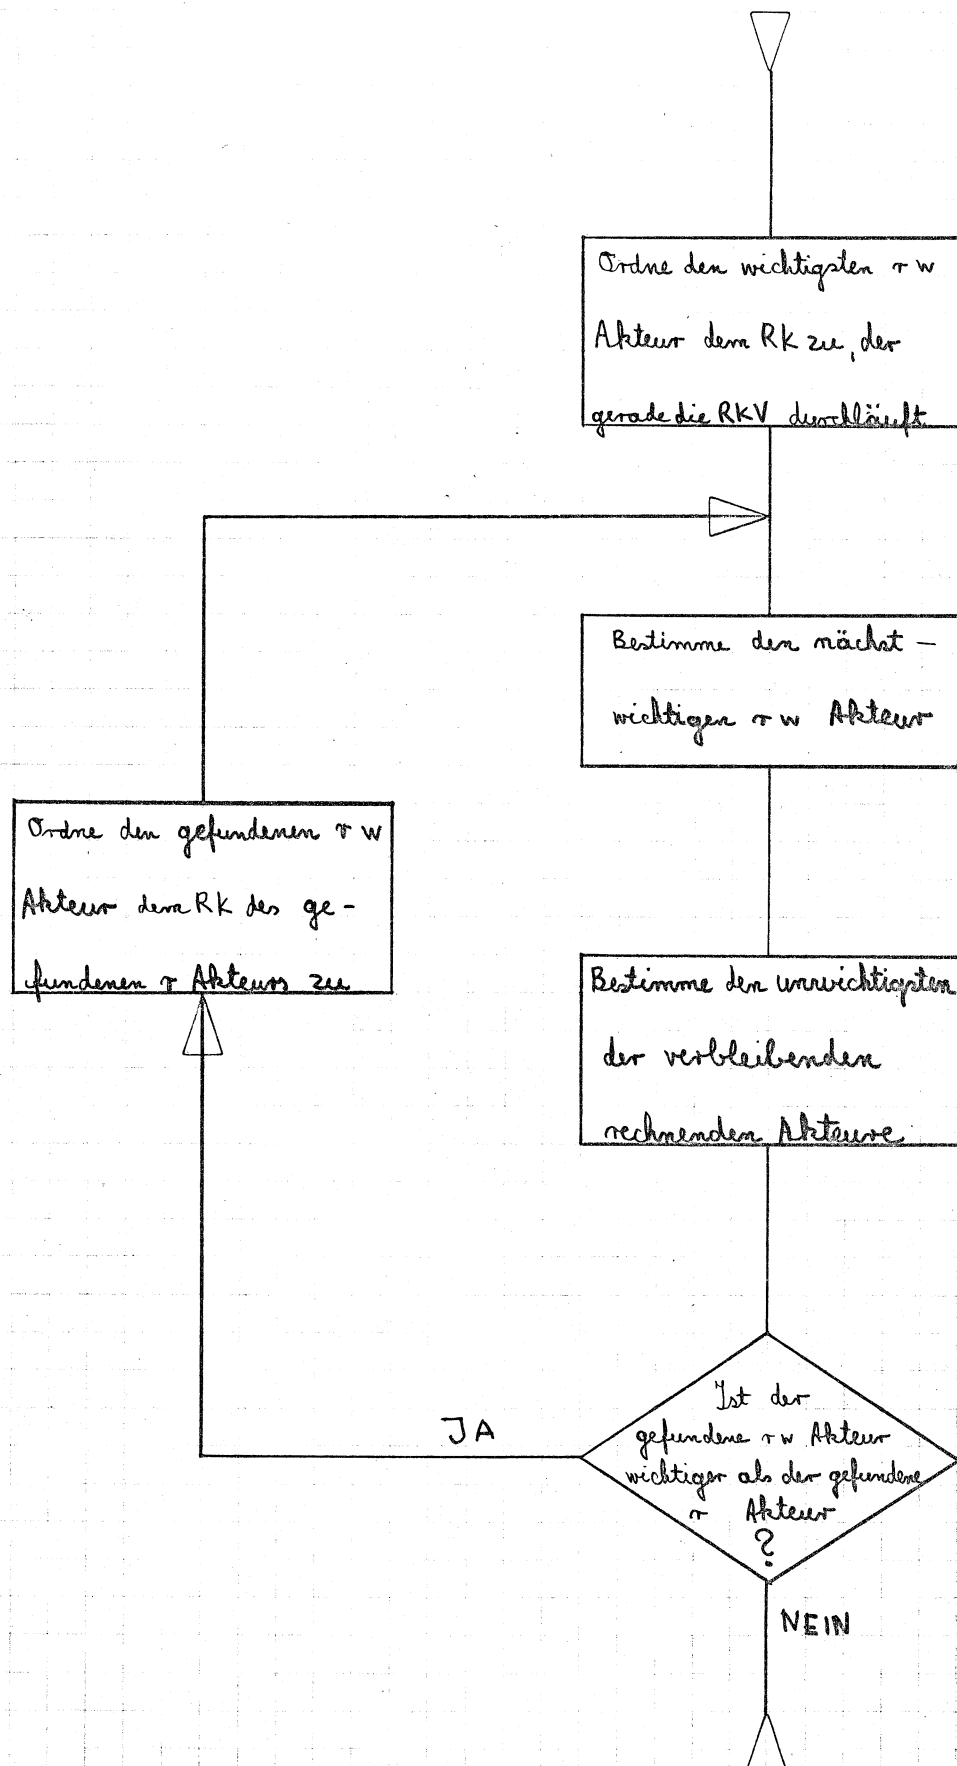 Ordne den wichtigsten r w
Akteur dem RK zu, der
gerade die RKV durchläuft
Bestimme den nächst –
wichtigen r w Akteur
Ordne den gefundenen r w
Akteur dem RK des ge –
fundenen r Akteurs zu
Bestimme den unwichtigsten
der verbleibenden
rechnenden Akteure
Ist der
gefundene r w Akteur
wichtiger als der gefundene
r Akteur
?
JA
NEIN